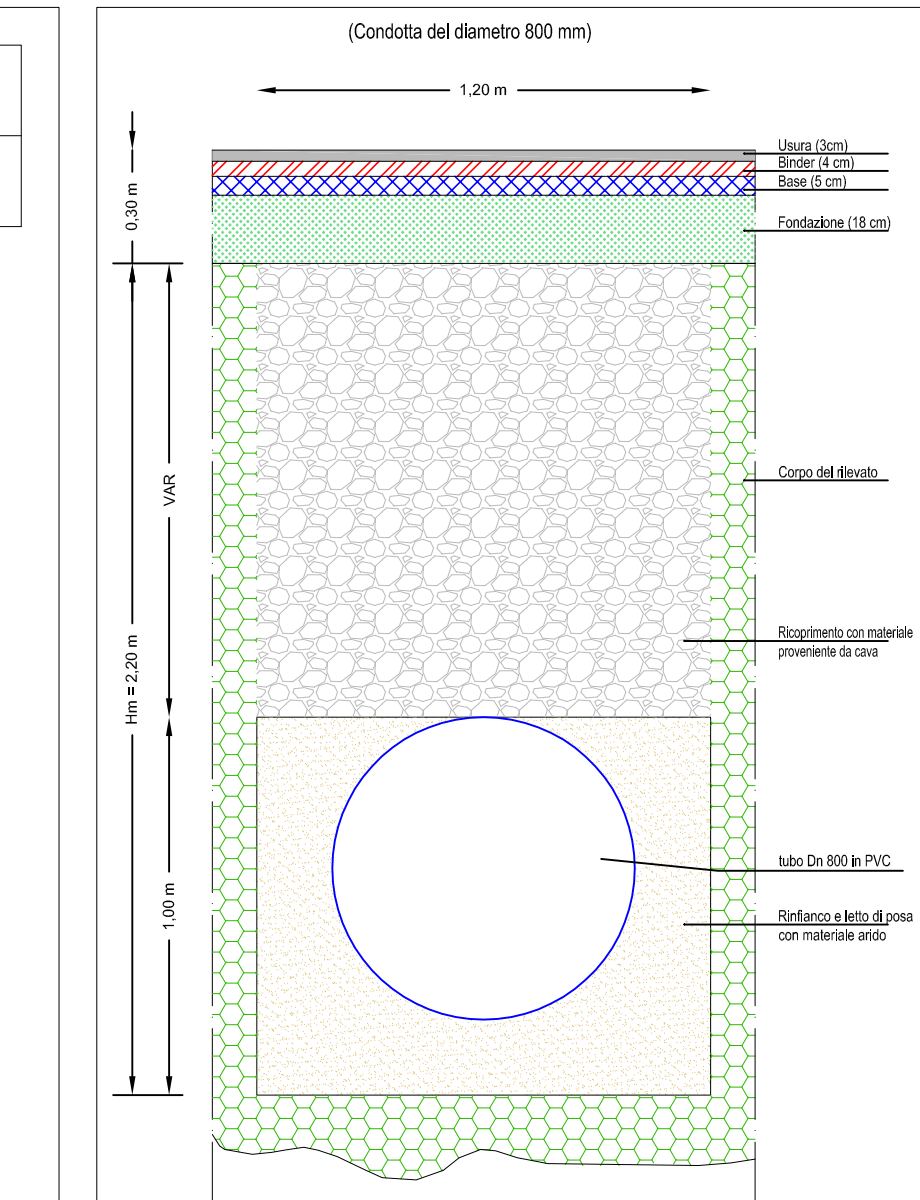 (Condotta del diametro 800 mm)
1,20 m
Usura (3cm)
Binder (4 cm)
Base (5 cm)
0,30 m
Fondazione (18 cm)
VAR
Corpo del rilevato
Hm = 2,20 m
Ricoprimento con materiale
proveniente da cava
tubo Dn 800 in PVC
1,00 m
Rinfianco e letto di posa
con materiale arido